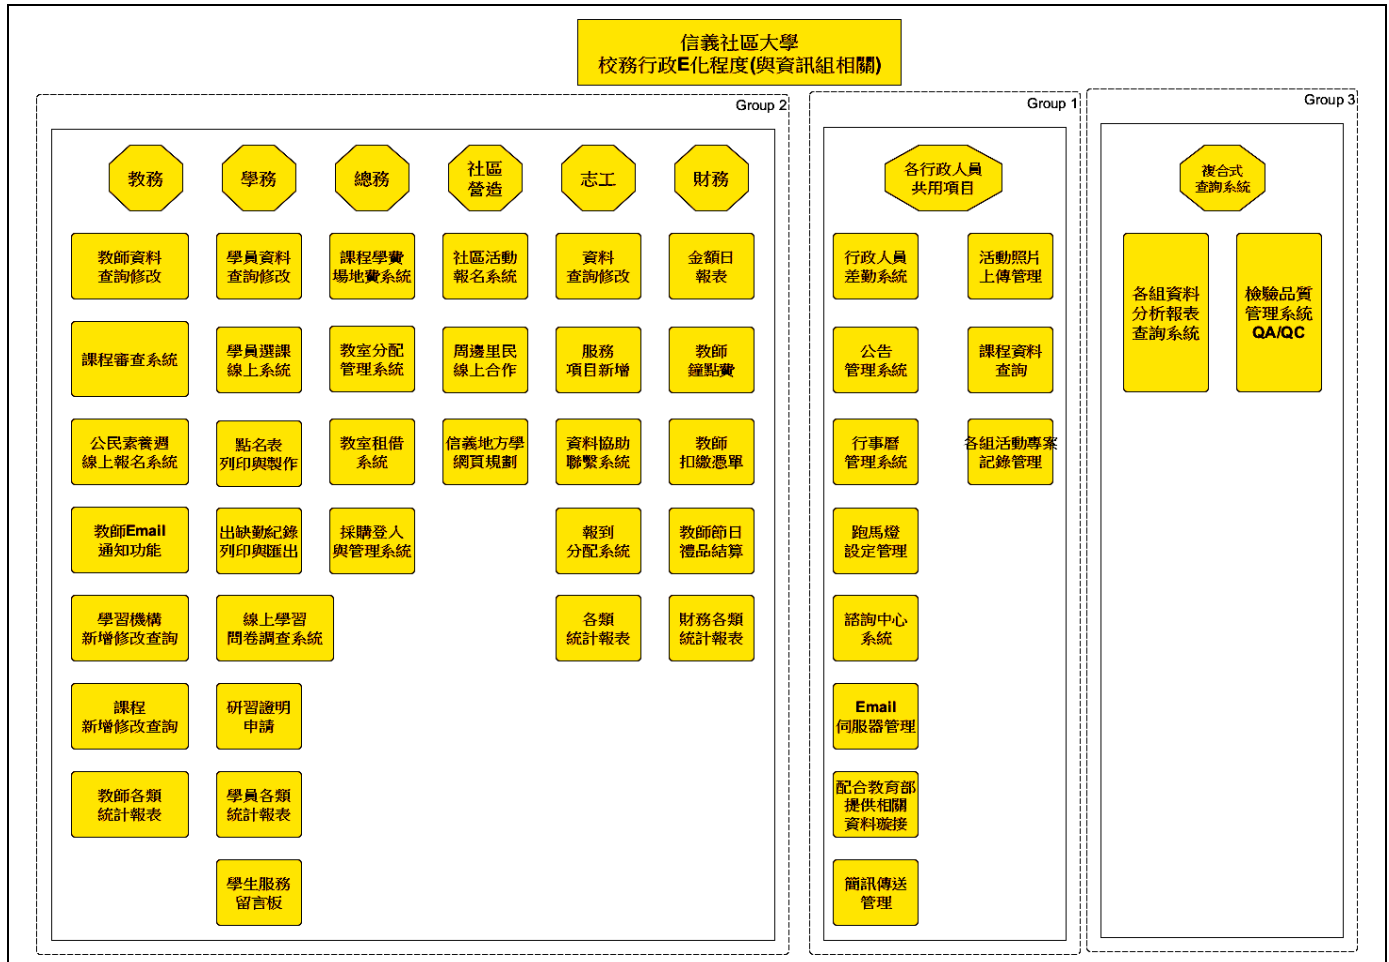 信義社區大學
校務行政E化程度(與資訊組相關)
Group 2
教務
教師資料
查詢修改
課程審查系統
公民素養週
線上報名系統
教師Email
通知功能
學習機構
新增修改查詢
課程
新增修改查詢
教師各類
統計報表
學務
學員資料
查詢修改
學員選課
線上系統
點名表
列印與製作
出缺勤紀錄
列印與匯出
線上學習
問卷調查系統
研習證明
申請
學員各類
統計報表
學生服務
留言板
總務
課程學費
場地費系統
教室分配
管理系統
教室租借
系統
採購登入
與管理系統
社區
營造
社區活動
報名系統
周邊里民
線上合作
信義地方學
網頁規劃
志工
資料
查詢修改
服務
項目新增
資料協助
聯繫系統
報到
分配系統
各類
統計報表
財務
金額日
報表
教師
鐘點費
教師
扣繳憑單
教師節日
禮品結算
財務各類
統計報表
Group 1
各行政人員
共用項目
行政人員
差勤系統
公告
管理系統
行事曆
管理系統
跑馬燈
設定管理
諮詢中心
系統
Email
伺服器管理
配合教育部
提供相關
資料璇接
簡訊傳送
管理
活動照片
上傳管理
課程資料
查詢
各組活動專案
記錄管理
Group 3
複合式
查詢系統
各組資料
分析報表
查詢系統
檢驗品質
管理系統
QA/QC